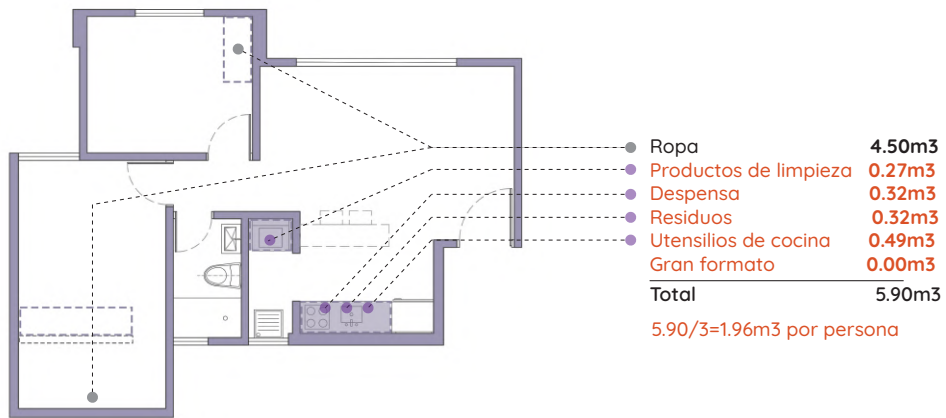 Ropa 4.50m3
Productos de limpieza 0.27m3
Despensa 0.32m3
Residuos 0.32m3
Utensilios de cocina 0.49m3
Gran formato 0.00m3
Total 5.90m3
5.90/3=1.96m3 por persona